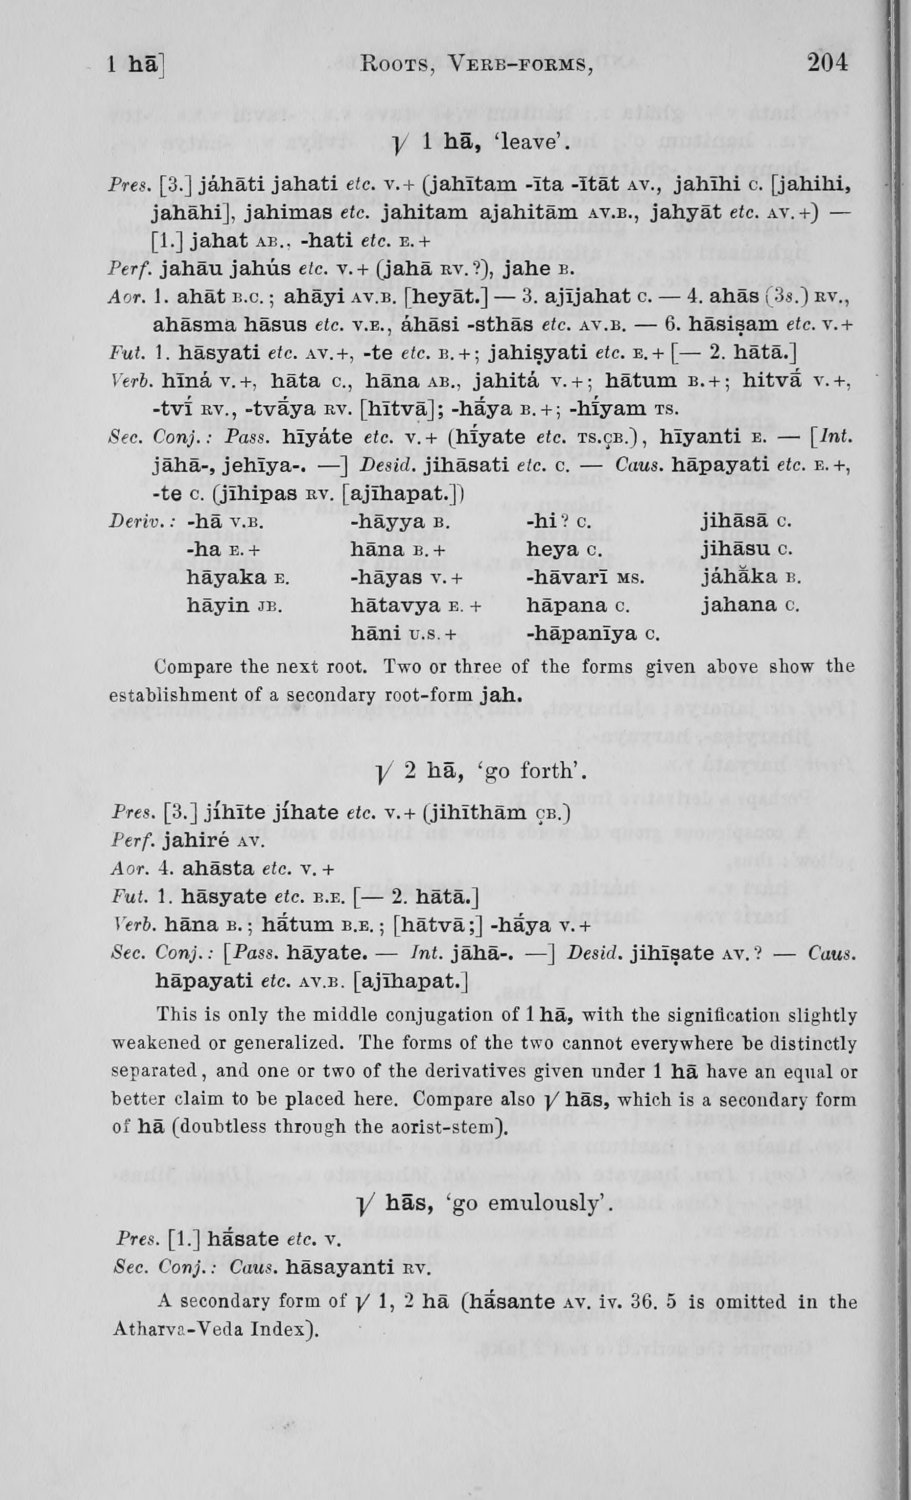 1 hā] Roots, Verb-forms, 204
√ 1 hā, ‘leave’.
Pres. [3.] jáhāti jahati etc. v.+ (jahītam -īta -ītāt AV., jahīhi C. [jahihi,
jahāhi], jahimas etc. jahitam ajahitām AV.B., jahyāt etc. AV.+) —
[1.] jahat AB., -hati etc. E.+
Perf. jahāu jahús etc. V.+ (jahā RV.?), jahe B.
Aor. 1. ahāt B.C.; ahāyi AV.B. [heyāt.] — 3. ajījahat C. — 4. ahās (3s.) RV.,
ahāsma hāsus etc. V.E., áhāsi -sthās etc. AV.B. — 6. hāsiṣam etc. V.+
Fut. 1. hāsyati etc. AV.+, -te etc. B.+; jahiṣyati etc. E.+ [— 2. hātā.]
Verb. hīná V.+, hāta C., hāna AB., jahitá V.+; hātum B.+; hitvā́ V.+,
-tvī́ RV., -tvā́ya RV. [hītvā]; -hā́ya B.+; -hī́yam TS.
Sec. Conj.: Pass. hīyáte etc. V.+ (hī́yate etc. TS.ÇB.), hīyanti E. — [Int.
jāhā-, jehīya-. —] Desid. jihāsati etc. C. — Caus. hāpayati etc. E.+,
-te C. (jīhipas RV. [ajīhapat.])
Deriv.: -hā V.B. -hāyya B. -hi? C. jihāsā C.
-ha E.+ hāna B.+ heya C. jihāsu C.
hāyaka E. -hāyas V.+ -hāvarī MS. jáhā̆ka B.
hāyin JB. hātavya E.+ hāpana C. jahana C.
hāni U.S.+ -hāpanīya C.
Compare the next root. Two or three of the forms given above show the
establishment of a secondary root-form jah.
√ 2 hā, ‘go forth’.
Pres. [3.] jíhīte jíhate etc. V.+ (jihīthām ÇB.)
Perf. jahire AV.
Aor. 4. ahāsta etc. V.+
Fut. 1. hāsyate etc. B.E. [— 2. hātā.]
Verb. hāna B.; hā́tum B.E.; [hātvā;] -hā́ya V.+
Sec. Conj.: [Pass. hāyate. — Int. jāhā-. —] Desid. jihīṣate AV.? — Caus.
hāpayati etc. AV.B. [ajīhapat.]
This is only the middle conjugation of 1 hā, with the signification slightly
weakened or generalized. The forms of the two cannot everywhere be distinctly
separated, and one or two of the derivatives given under 1 hā have an equal or
better claim to be placed here. Compare also √ hās, which is a secondary form
of hā (doubtless through the aorist-stem).
√ hās, ‘go emulously’.
Pres. [1.] hā́sate etc. V.
Sec. Conj.: Caus. hāsayanti RV.
A secondary form of √ 1, 2 hā (hā́sante AV. iv. 36. 5 is omitted in the
Atharva-Veda Index).